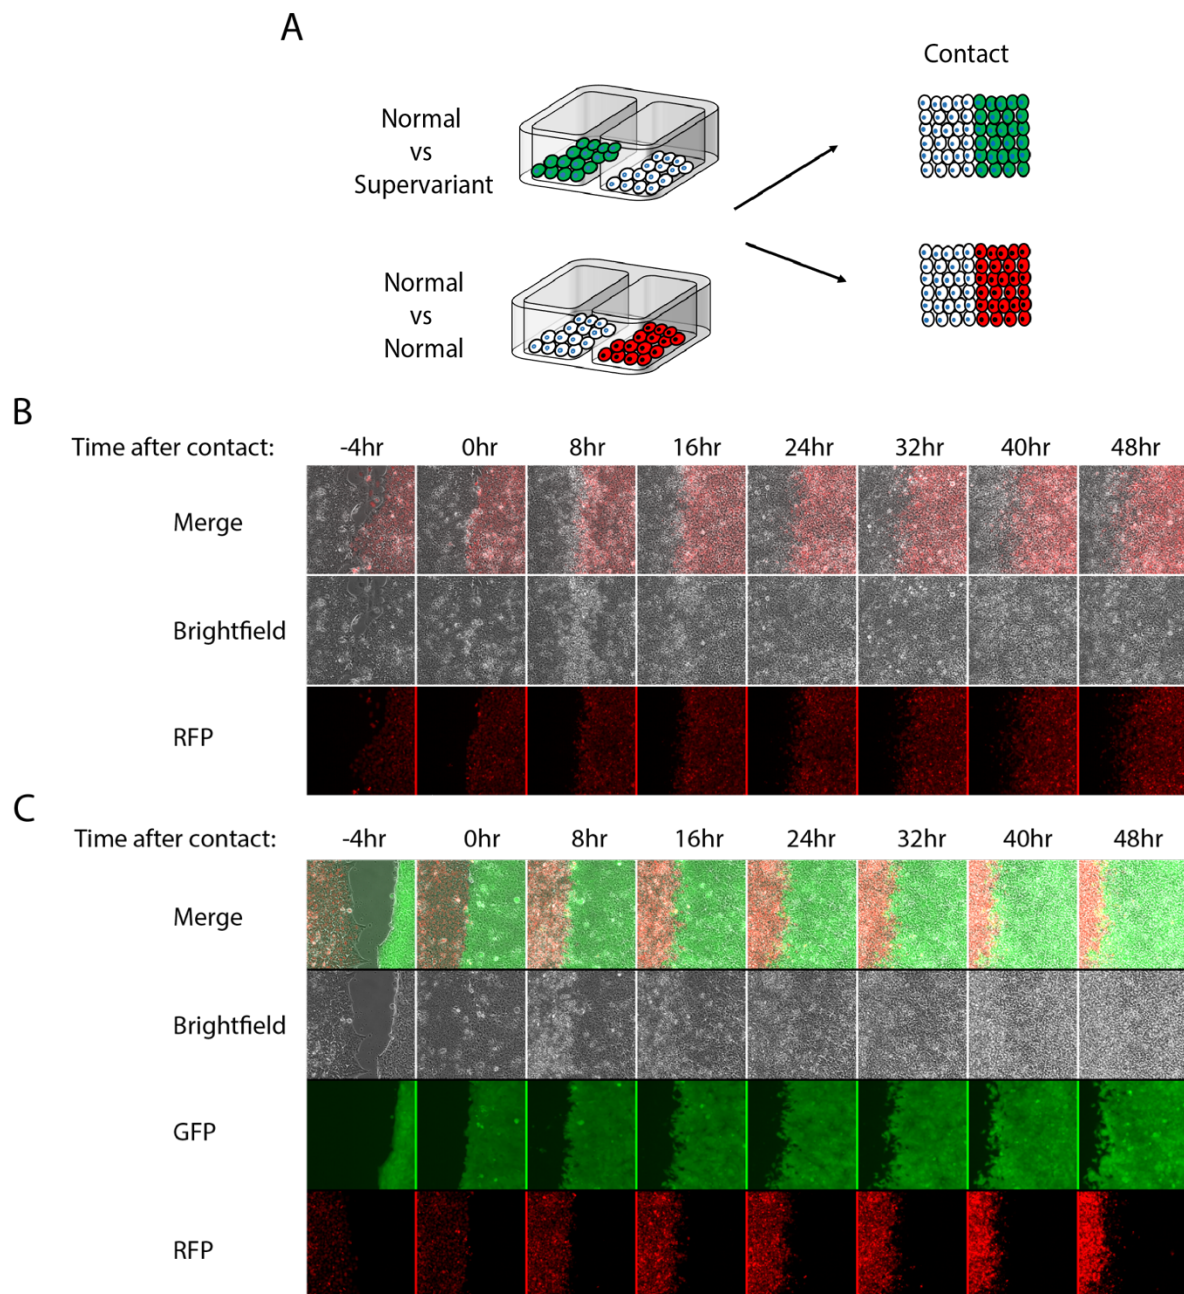 A
Contact
Normal
vs
Supervariant
Normal
vs
Normal
B
Time after contact: -4hr 0hr 8hr 16hr 24hr 32hr 40hr 48hr
Merge
Brightfield
RFP
C
Time after contact: -4hr 0hr 8hr 16hr 24hr 32hr 40hr 48hr
Merge
Brightfield
GFP
RFP